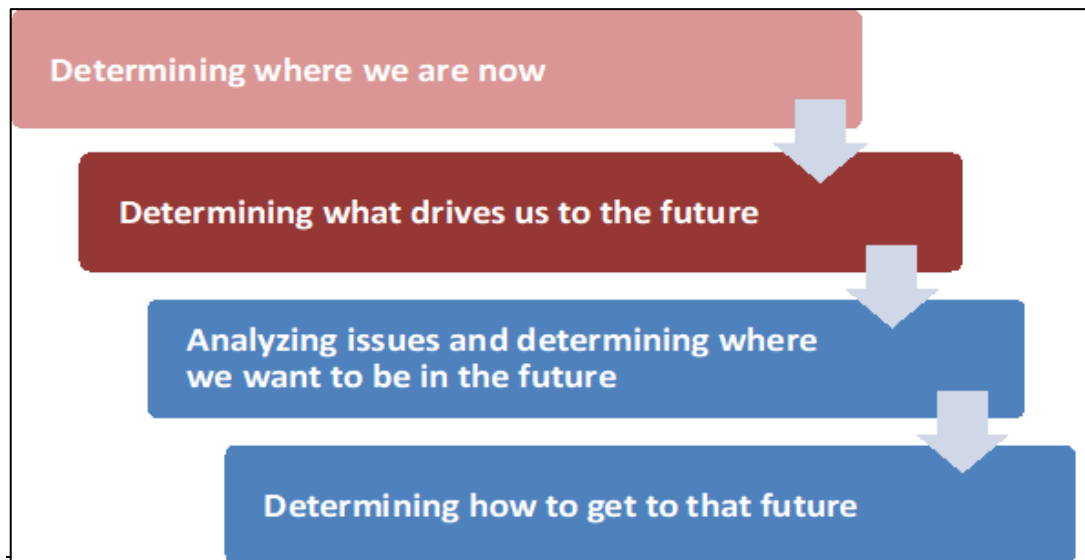 Determining where we are now
Determining what drives us to the future
Analyzing issues and determining where
we want to be in the future
Determining how to get to that future